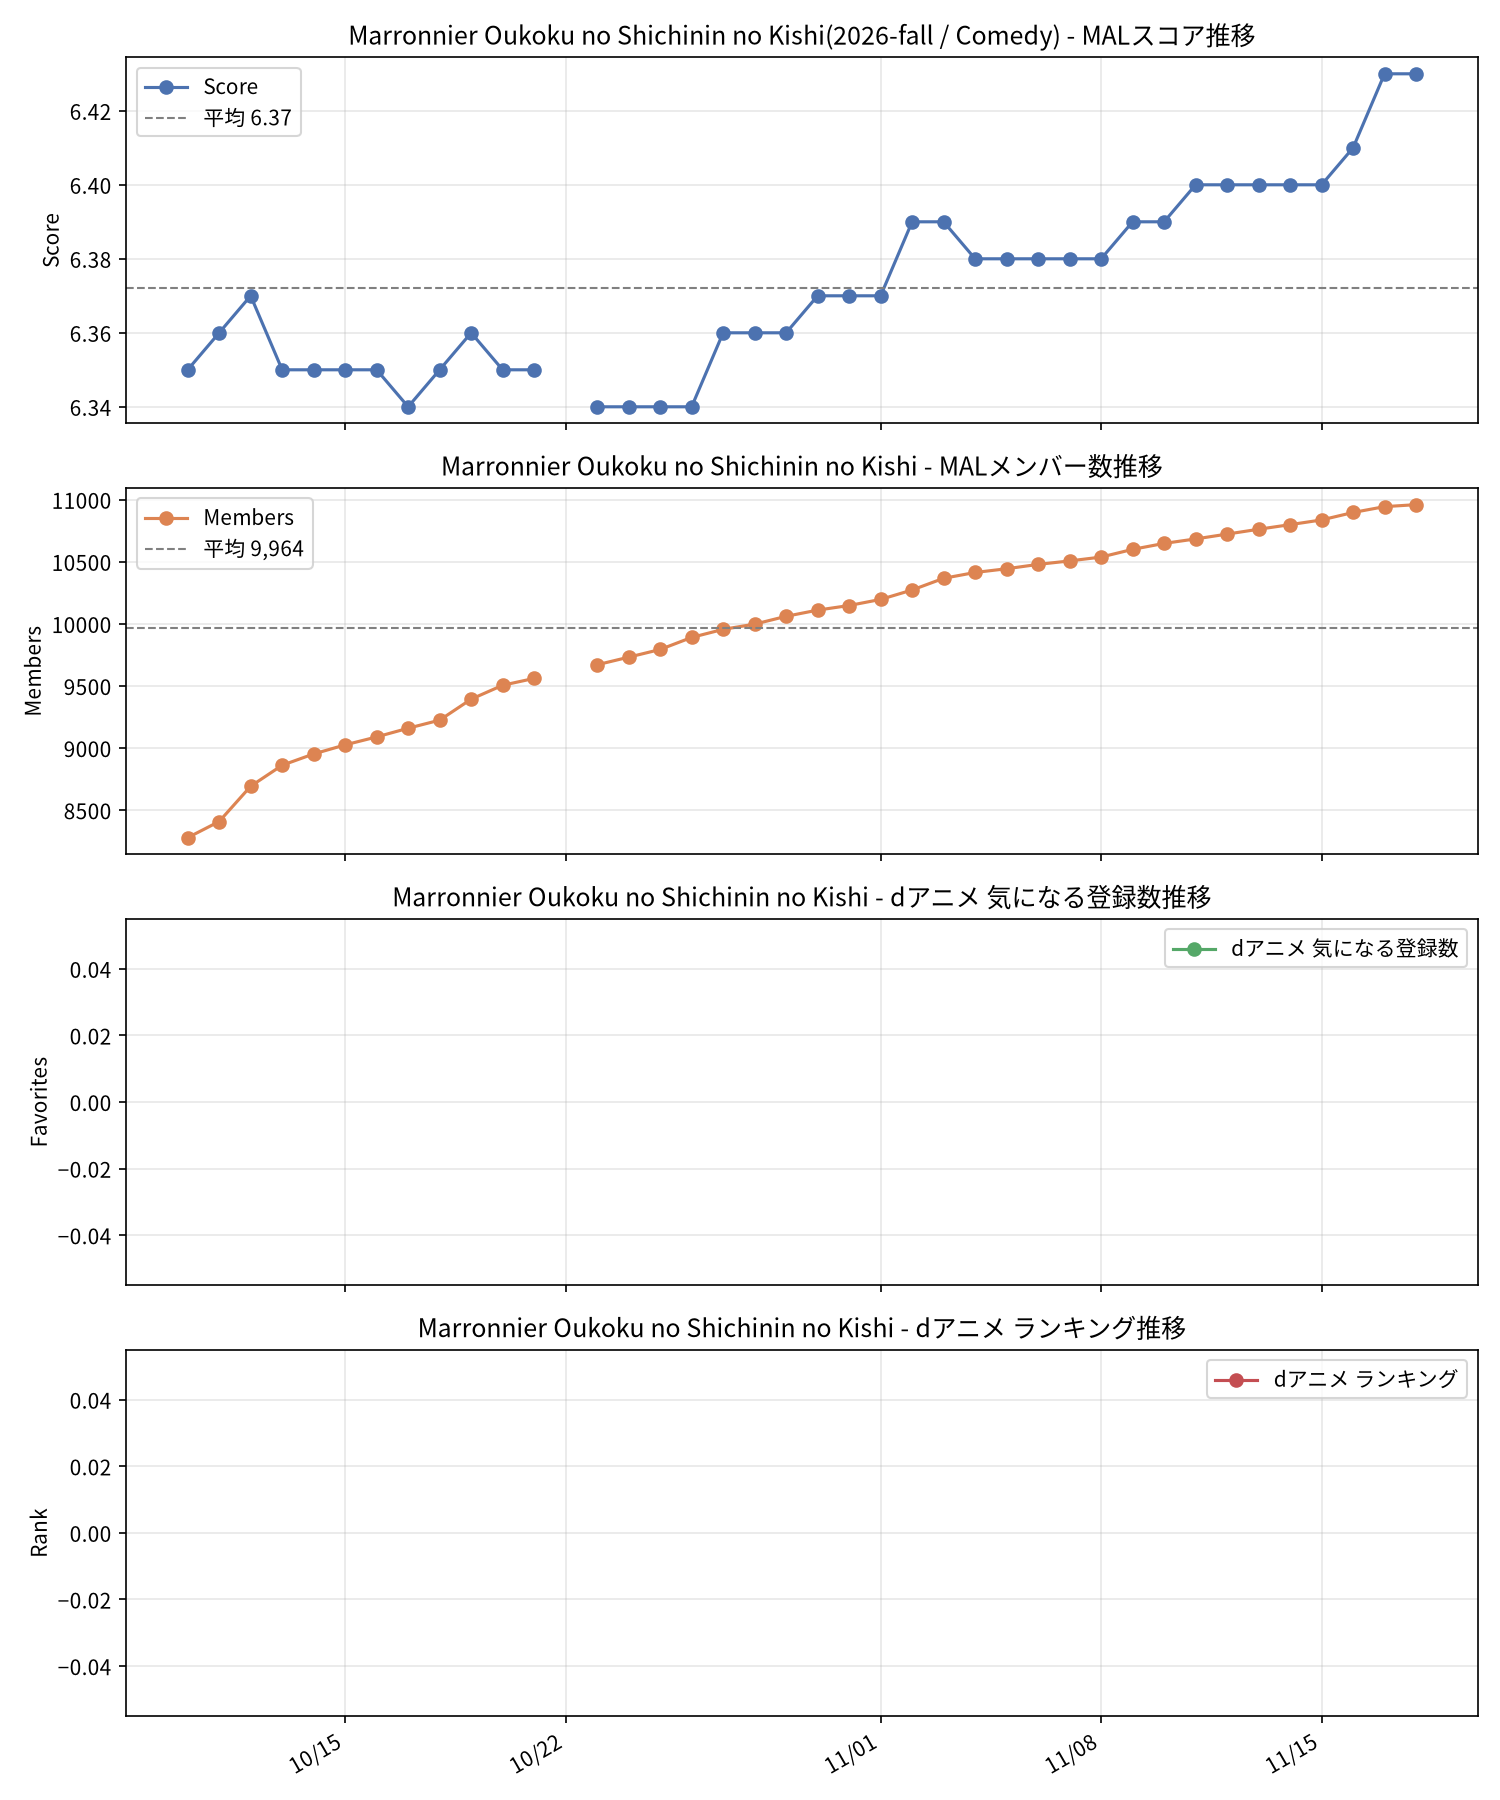 Marronnier Oukoku no Shichinin no Kishi(2026-fall / Comedy) - MALスコア推移
Score
平均 6.37
Score
6.42
6.40
6.38
6.36
6.34
Marronnier Oukoku no Shichinin no Kishi - MALメンバー数推移
Members
平均 9,964
Members
11000
10500
10000
9500
9000
8500
Marronnier Oukoku no Shichinin no Kishi - dアニメ 気になる登録数推移
dアニメ 気になる登録数
Favorites
0.04
0.02
0.00
−0.02
−0.04
Marronnier Oukoku no Shichinin no Kishi - dアニメ ランキング推移
dアニメ ランキング
Rank
0.04
0.02
0.00
−0.02
−0.04
10/15
10/22
11/01
11/08
11/15